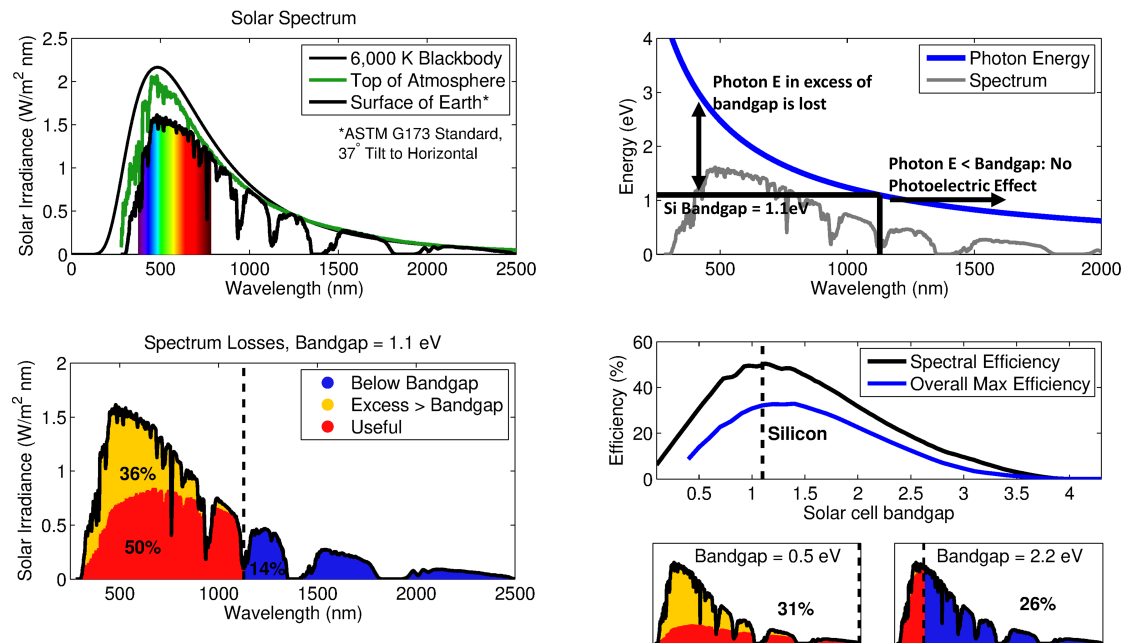 Solar Spectrum
2.5
2
1.5
1
0.5
0
Solar Irradiance (W/m² nm)
6,000 K Blackbody
Top of Atmosphere
Surface of Earth*
*ASTM G173 Standard,
37° Tilt to Horizontal
0 500 1000 1500 2000 2500
Wavelength (nm)
4
3
2
1
0
Energy (eV)
Photon Energy
Spectrum
Photon E in excess of
bandgap is lost
Photon E < Bandgap: No
Photoelectric Effect
Si Bandgap = 1.1eV
500 1000 1500 2000
Wavelength (nm)
Spectrum Losses, Bandgap = 1.1 eV
2
1.5
1
0.5
0
Solar Irradiance (W/m² nm)
Below Bandgap
Excess > Bandgap
Useful
36%
50%
14%
500 1000 1500 2000 2500
Wavelength (nm)
60
40
20
0
Efficiency (%)
Spectral Efficiency
Overall Max Efficiency
Silicon
0.5 1 1.5 2 2.5 3 3.5 4
Solar cell bandgap
Bandgap = 0.5 eV
31%
Bandgap = 2.2 eV
26%